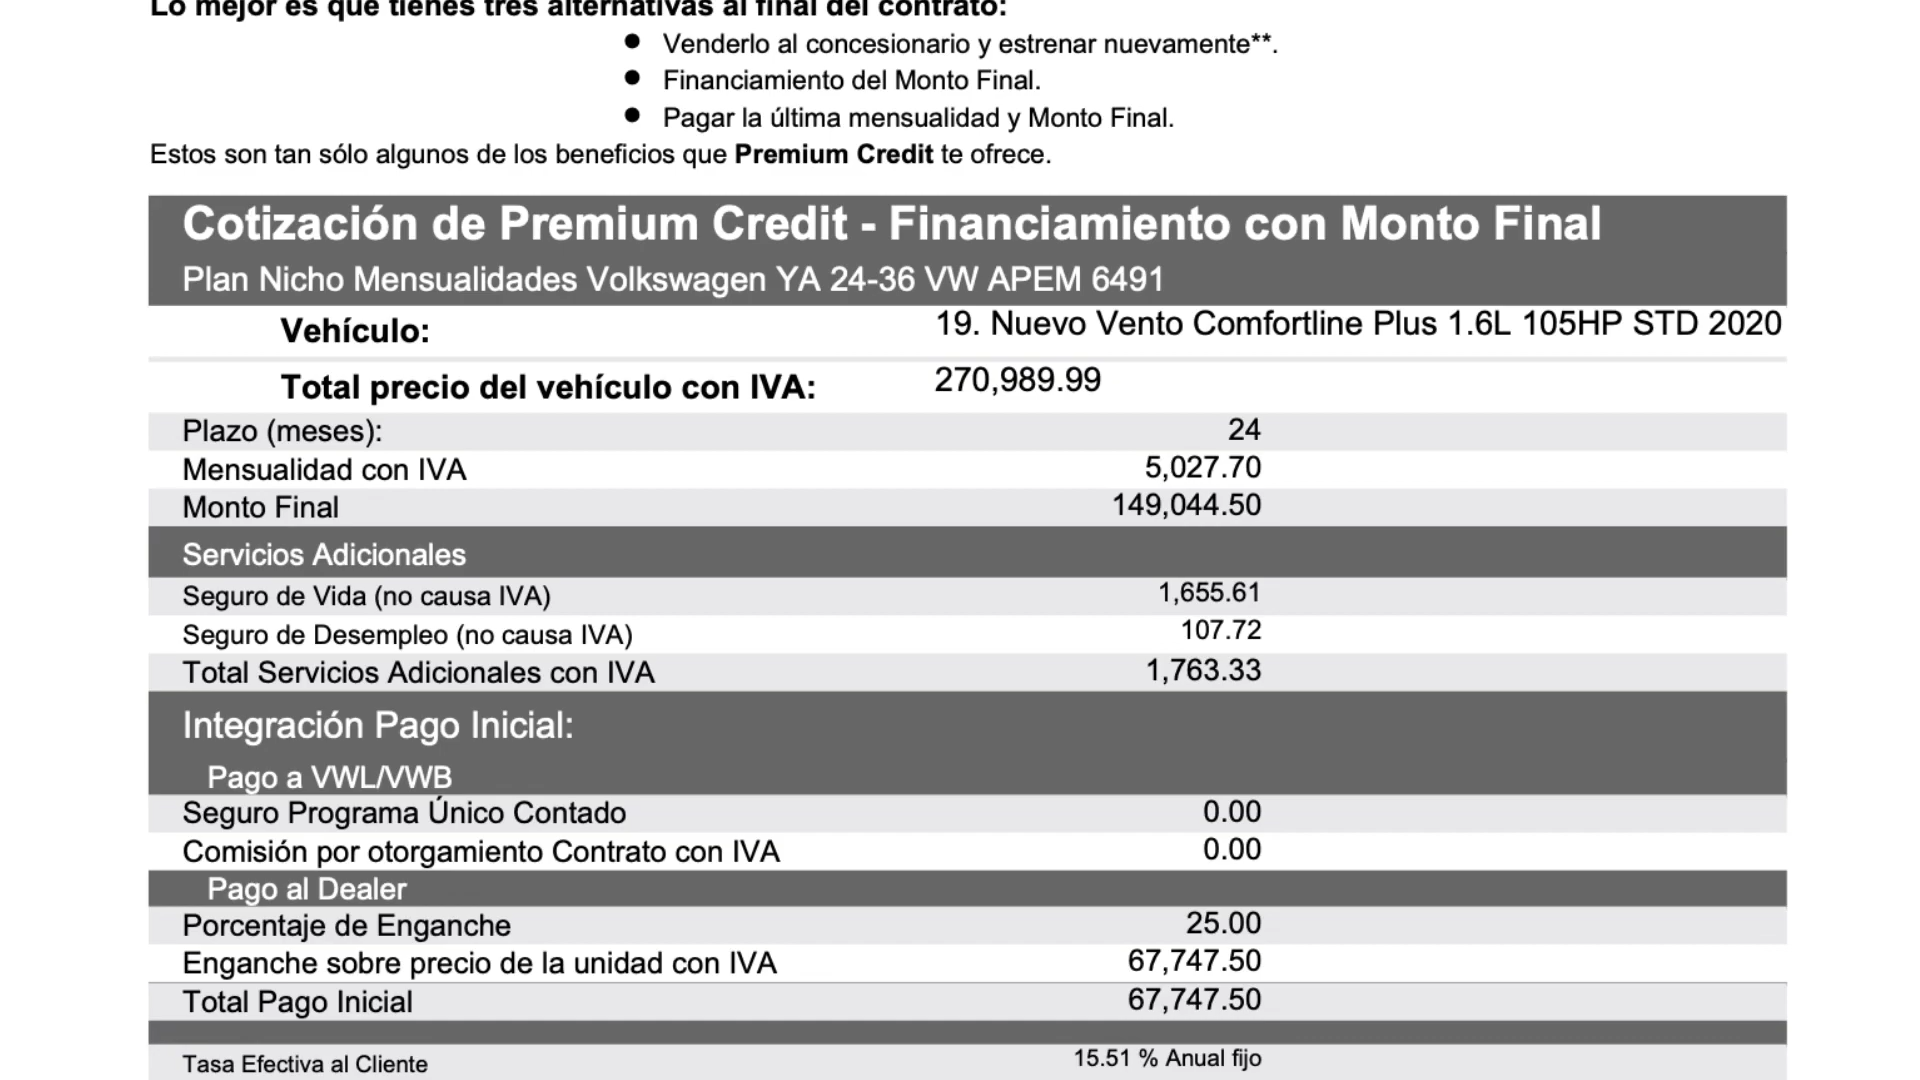 Lo mejor es que tienes tres alternativas al final del contrato:
● Venderlo al concesionario y estrenar nuevamente**.
● Financiamiento del Monto Final.
● Pagar la última mensualidad y Monto Final.
Estos son tan sólo algunos de los beneficios que Premium Credit te ofrece.
Cotización de Premium Credit - Financiamiento con Monto Final
Plan Nicho Mensualidades Volkswagen YA 24-36 VW APEM 6491
Vehículo: 19. Nuevo Vento Comfortline Plus 1.6L 105HP STD 2020
Total precio del vehículo con IVA: 270,989.99
Plazo (meses): 24
Mensualidad con IVA 5,027.70
Monto Final 149,044.50
Servicios Adicionales
Seguro de Vida (no causa IVA) 1,655.61
Seguro de Desempleo (no causa IVA) 107.72
Total Servicios Adicionales con IVA 1,763.33
Integración Pago Inicial:
Pago a VWL/VWB
Seguro Programa Único Contado 0.00
Comisión por otorgamiento Contrato con IVA 0.00
Pago al Dealer
Porcentaje de Enganche 25.00
Enganche sobre precio de la unidad con IVA 67,747.50
Total Pago Inicial 67,747.50
Tasa Efectiva al Cliente 15.51 % Anual fijo